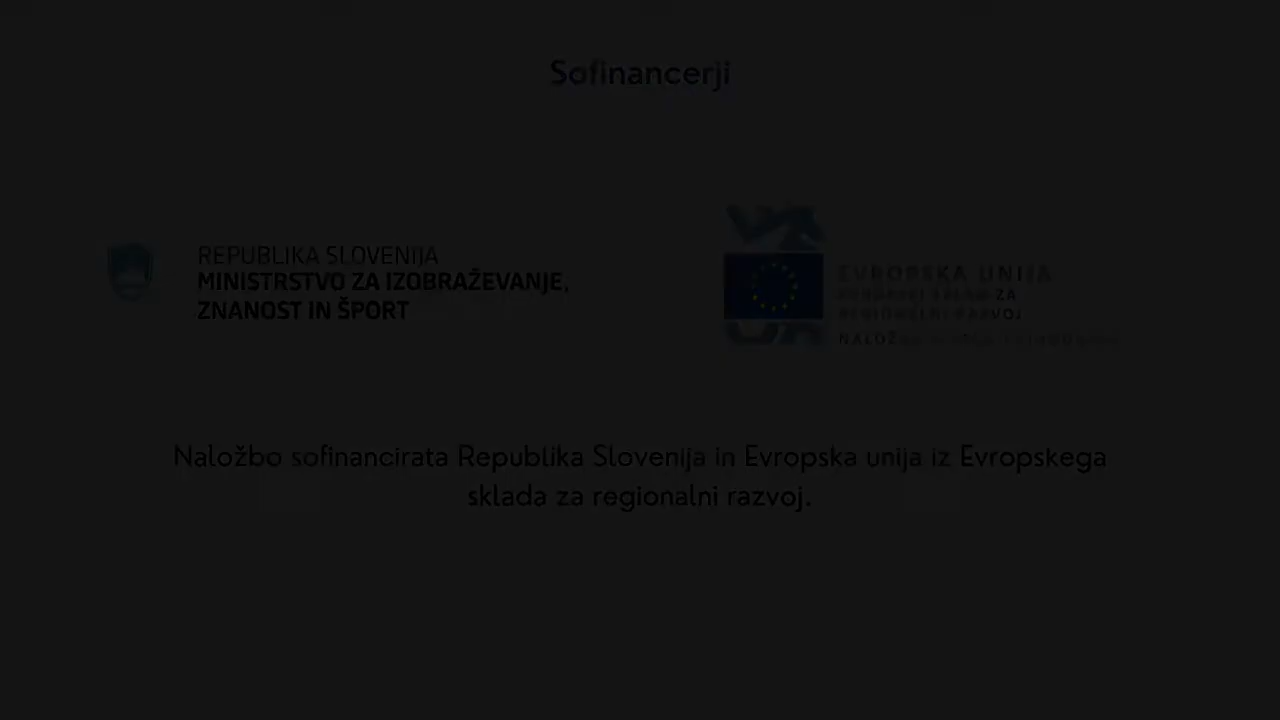 Sofinancerji
REPUBLIKA SLOVENIJA
MINISTRSTVO ZA IZOBRAŽEVANJE,
ZNANOST IN ŠPORT
EVROPSKA UNIJA
EVROPSKI SKLAD ZA
REGIONALNI RAZVOJ
Naložbo sofinancirata Republika Slovenija in Evropska unija iz Evropskega
sklada za regionalni razvoj.